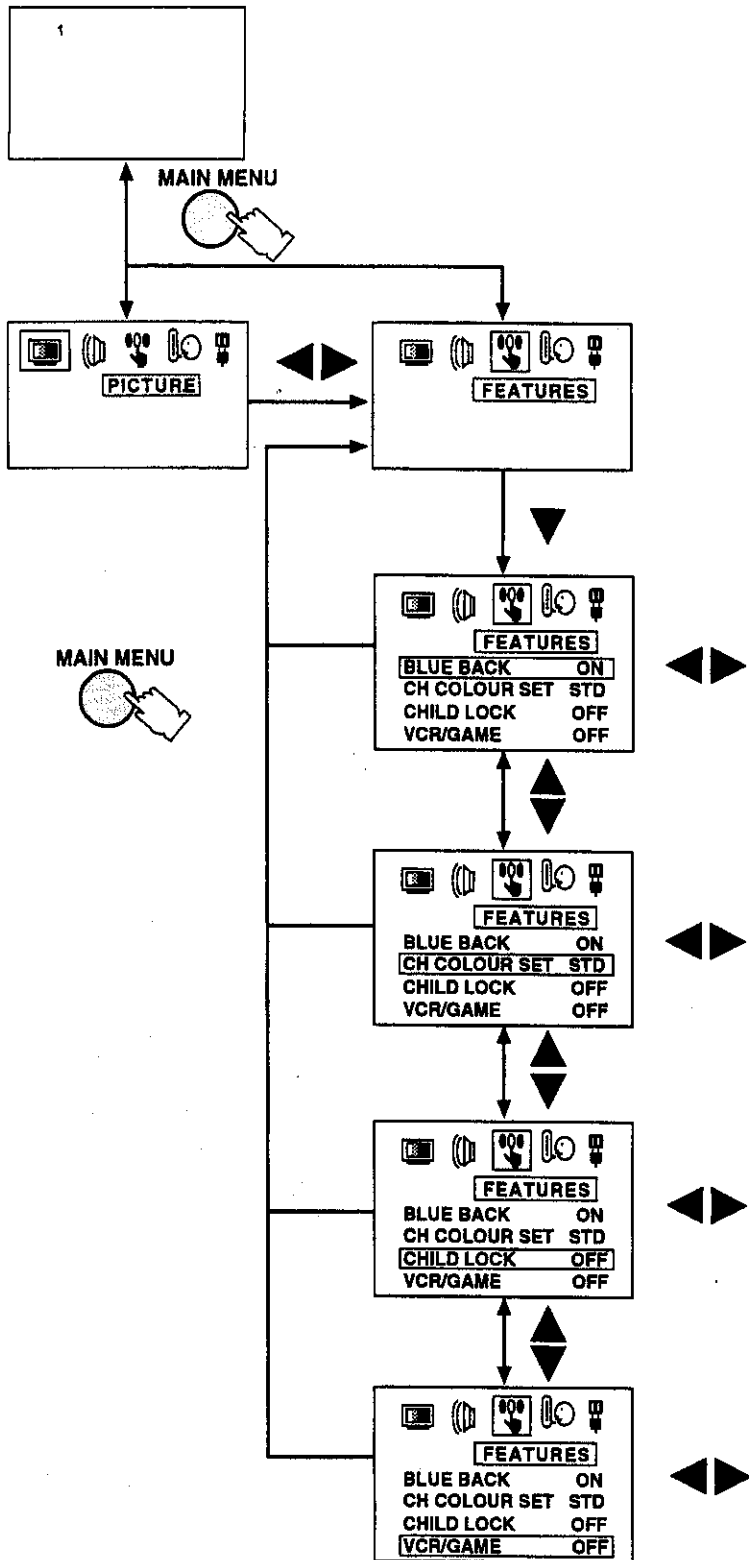 1
MAIN MENU
PICTURE
FEATURES
FEATURES
BLUE BACK ON
CH COLOUR SET STD
CHILD LOCK OFF
VCR/GAME OFF
MAIN MENU
FEATURES
BLUE BACK ON
CH COLOUR SET STD
CHILD LOCK OFF
VCR/GAME OFF
FEATURES
BLUE BACK ON
CH COLOUR SET STD
CHILD LOCK OFF
VCR/GAME OFF
FEATURES
BLUE BACK ON
CH COLOUR SET STD
CHILD LOCK OFF
VCR/GAME OFF